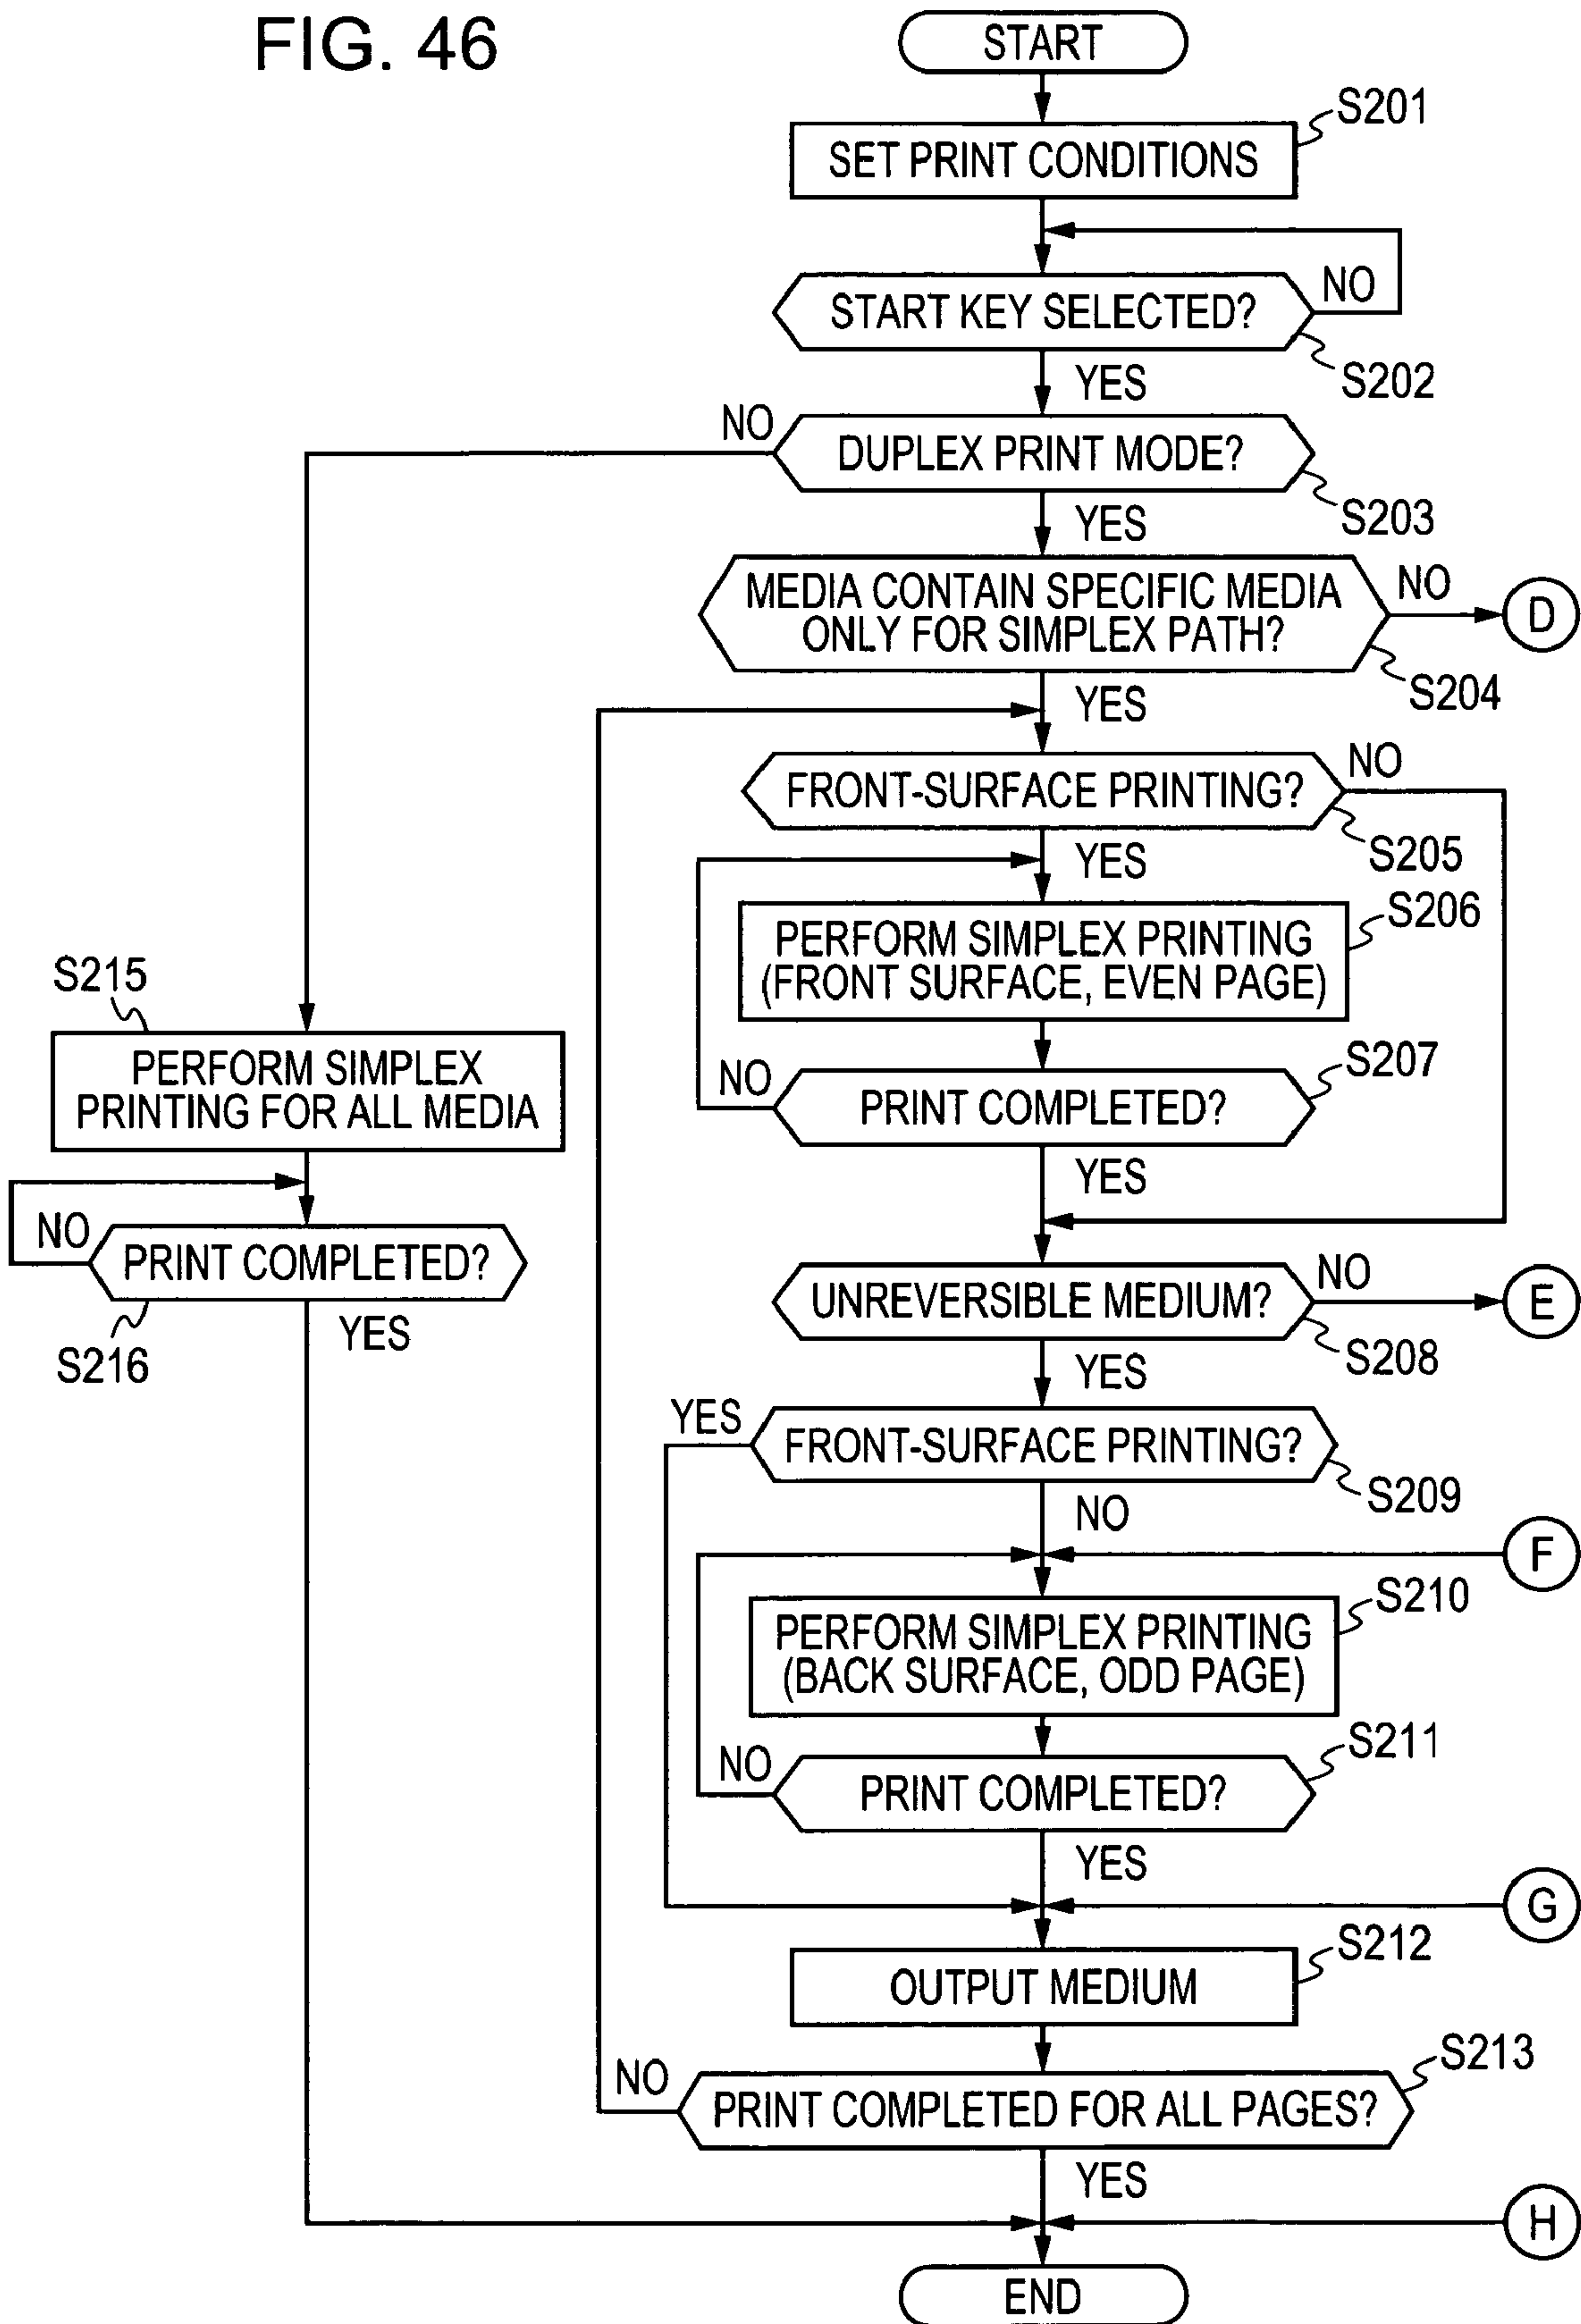 FIG. 46
START
S201
SET PRINT CONDITIONS
NO
START KEY SELECTED?
S202
YES
NO
DUPLEX PRINT MODE?
S203
YES
MEDIA CONTAIN SPECIFIC MEDIA
ONLY FOR SIMPLEX PATH?
NO
D
S204
YES
FRONT-SURFACE PRINTING?
NO
S205
YES
S206
PERFORM SIMPLEX PRINTING
(FRONT SURFACE, EVEN PAGE)
S207
NO
PRINT COMPLETED?
YES
S215
PERFORM SIMPLEX
PRINTING FOR ALL MEDIA
NO
PRINT COMPLETED?
S216
YES
UNREVERSIBLE MEDIUM?
NO
E
S208
YES
YES
FRONT-SURFACE PRINTING?
S209
NO
F
S210
PERFORM SIMPLEX PRINTING
(BACK SURFACE, ODD PAGE)
S211
NO
PRINT COMPLETED?
YES
G
S212
OUTPUT MEDIUM
S213
NO
PRINT COMPLETED FOR ALL PAGES?
YES
H
END